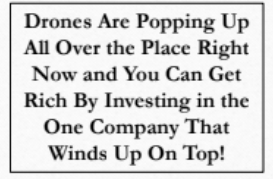 Drones Are Popping Up
All Over the Place Right
Now and You Can Get
Rich By Investing in the
One Company That
Winds Up On Top!